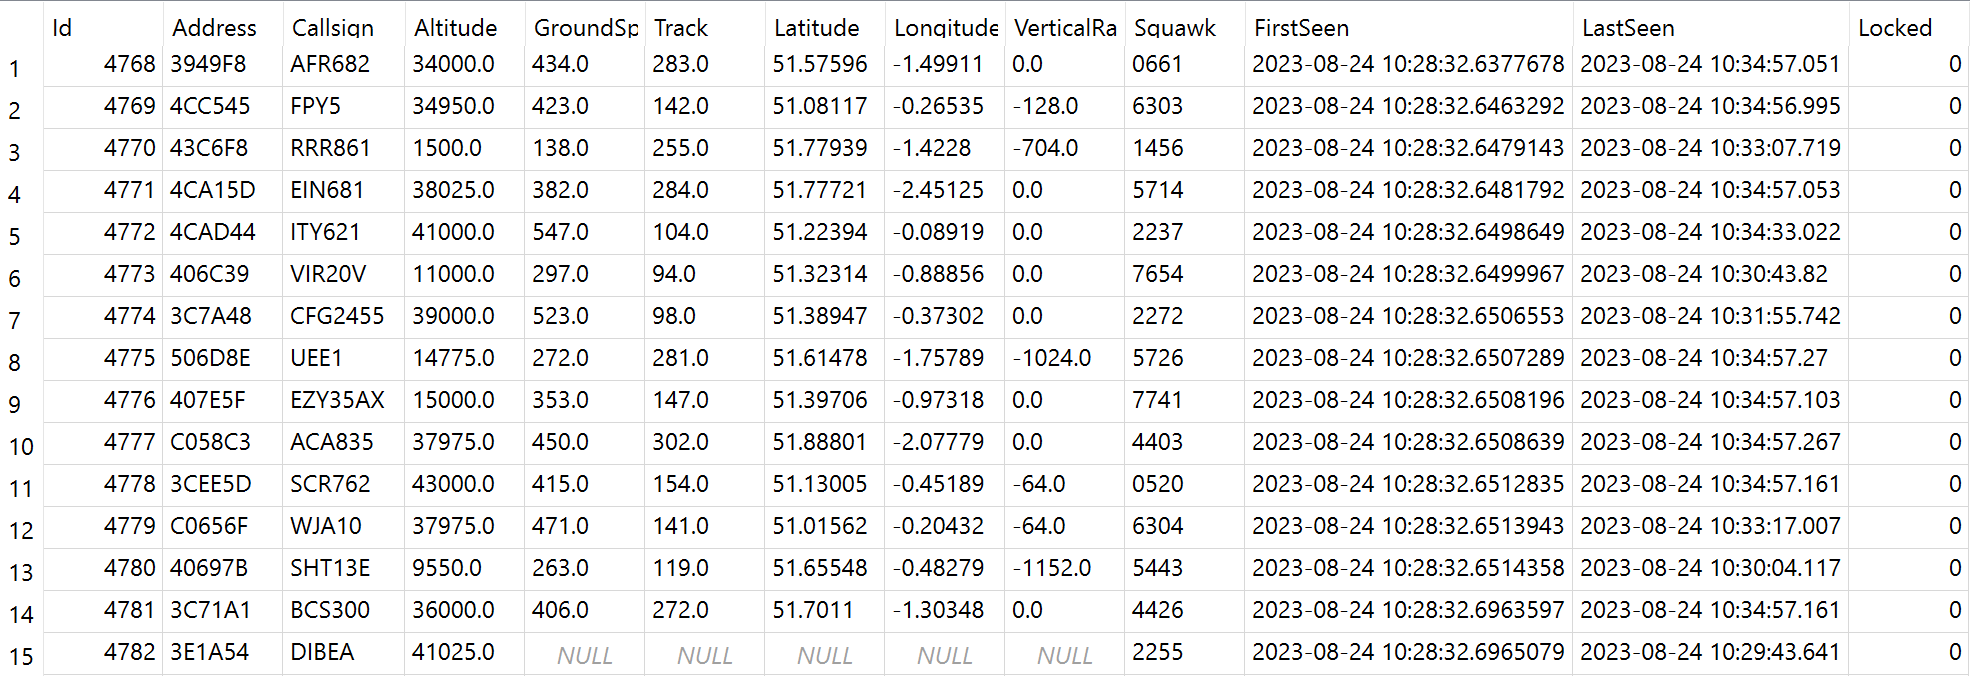 Id Address Callsign Altitude GroundSp Track Latitude Longitude VerticalRa Squawk FirstSeen LastSeen Locked
1 4768 3949F8 AFR682 34000.0 434.0 283.0 51.57596 -1.49911 0.0 0661 2023-08-24 10:28:32.6377678 2023-08-24 10:34:57.051 0
2 4769 4CC545 FPY5 34950.0 423.0 142.0 51.08117 -0.26535 -128.0 6303 2023-08-24 10:28:32.6463292 2023-08-24 10:34:56.995 0
3 4770 43C6F8 RRR861 1500.0 138.0 255.0 51.77939 -1.4228 -704.0 1456 2023-08-24 10:28:32.6479143 2023-08-24 10:33:07.719 0
4 4771 4CA15D EIN681 38025.0 382.0 284.0 51.77721 -2.45125 0.0 5714 2023-08-24 10:28:32.6481792 2023-08-24 10:34:57.053 0
5 4772 4CAD44 ITY621 41000.0 547.0 104.0 51.22394 -0.08919 0.0 2237 2023-08-24 10:28:32.6498649 2023-08-24 10:34:33.022 0
6 4773 406C39 VIR20V 11000.0 297.0 94.0 51.32314 -0.88856 0.0 7654 2023-08-24 10:28:32.6499967 2023-08-24 10:30:43.82 0
7 4774 3C7A48 CFG2455 39000.0 523.0 98.0 51.38947 -0.37302 0.0 2272 2023-08-24 10:28:32.6506553 2023-08-24 10:31:55.742 0
8 4775 506D8E UEE1 14775.0 272.0 281.0 51.61478 -1.75789 -1024.0 5726 2023-08-24 10:28:32.6507289 2023-08-24 10:34:57.27 0
9 4776 407E5F EZY35AX 15000.0 353.0 147.0 51.39706 -0.97318 0.0 7741 2023-08-24 10:28:32.6508196 2023-08-24 10:34:57.103 0
10 4777 C058C3 ACA835 37975.0 450.0 302.0 51.88801 -2.07779 0.0 4403 2023-08-24 10:28:32.6508639 2023-08-24 10:34:57.267 0
11 4778 3CEE5D SCR762 43000.0 415.0 154.0 51.13005 -0.45189 -64.0 0520 2023-08-24 10:28:32.6512835 2023-08-24 10:34:57.161 0
12 4779 C0656F WJA10 37975.0 471.0 141.0 51.01562 -0.20432 -64.0 6304 2023-08-24 10:28:32.6513943 2023-08-24 10:33:17.007 0
13 4780 40697B SHT13E 9550.0 263.0 119.0 51.65548 -0.48279 -1152.0 5443 2023-08-24 10:28:32.6514358 2023-08-24 10:30:04.117 0
14 4781 3C71A1 BCS300 36000.0 406.0 272.0 51.7011 -1.30348 0.0 4426 2023-08-24 10:28:32.6963597 2023-08-24 10:34:57.161 0
15 4782 3E1A54 DIBEA 41025.0 NULL NULL NULL NULL NULL 2255 2023-08-24 10:28:32.6965079 2023-08-24 10:29:43.641 0